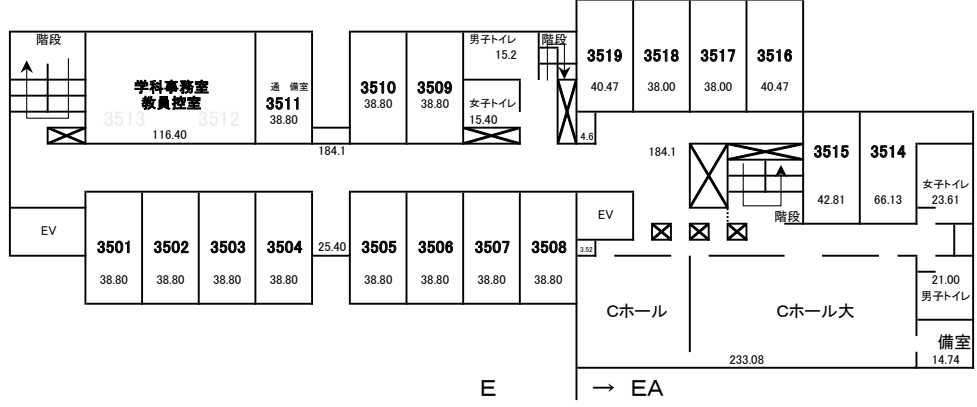 階段
学科事務室
教員控室
3513
3512
116.40
通 備室
3511
38.80
3510
38.80
3509
38.80
男子トイレ
15.2
女子トイレ
15.40
階段
3519
40.47
3518
38.00
3517
38.00
3516
40.47
4.6
184.1
184.1
3515
42.81
3514
66.13
女子トイレ
23.61
階段
EV
3501
38.80
3502
38.80
3503
38.80
3504
38.80
25.40
3505
38.80
3506
38.80
3507
38.80
3508
38.80
EV
3.52
Cホール
Cホール大
233.08
21.00
男子トイレ
備室
14.74
E
→ EA